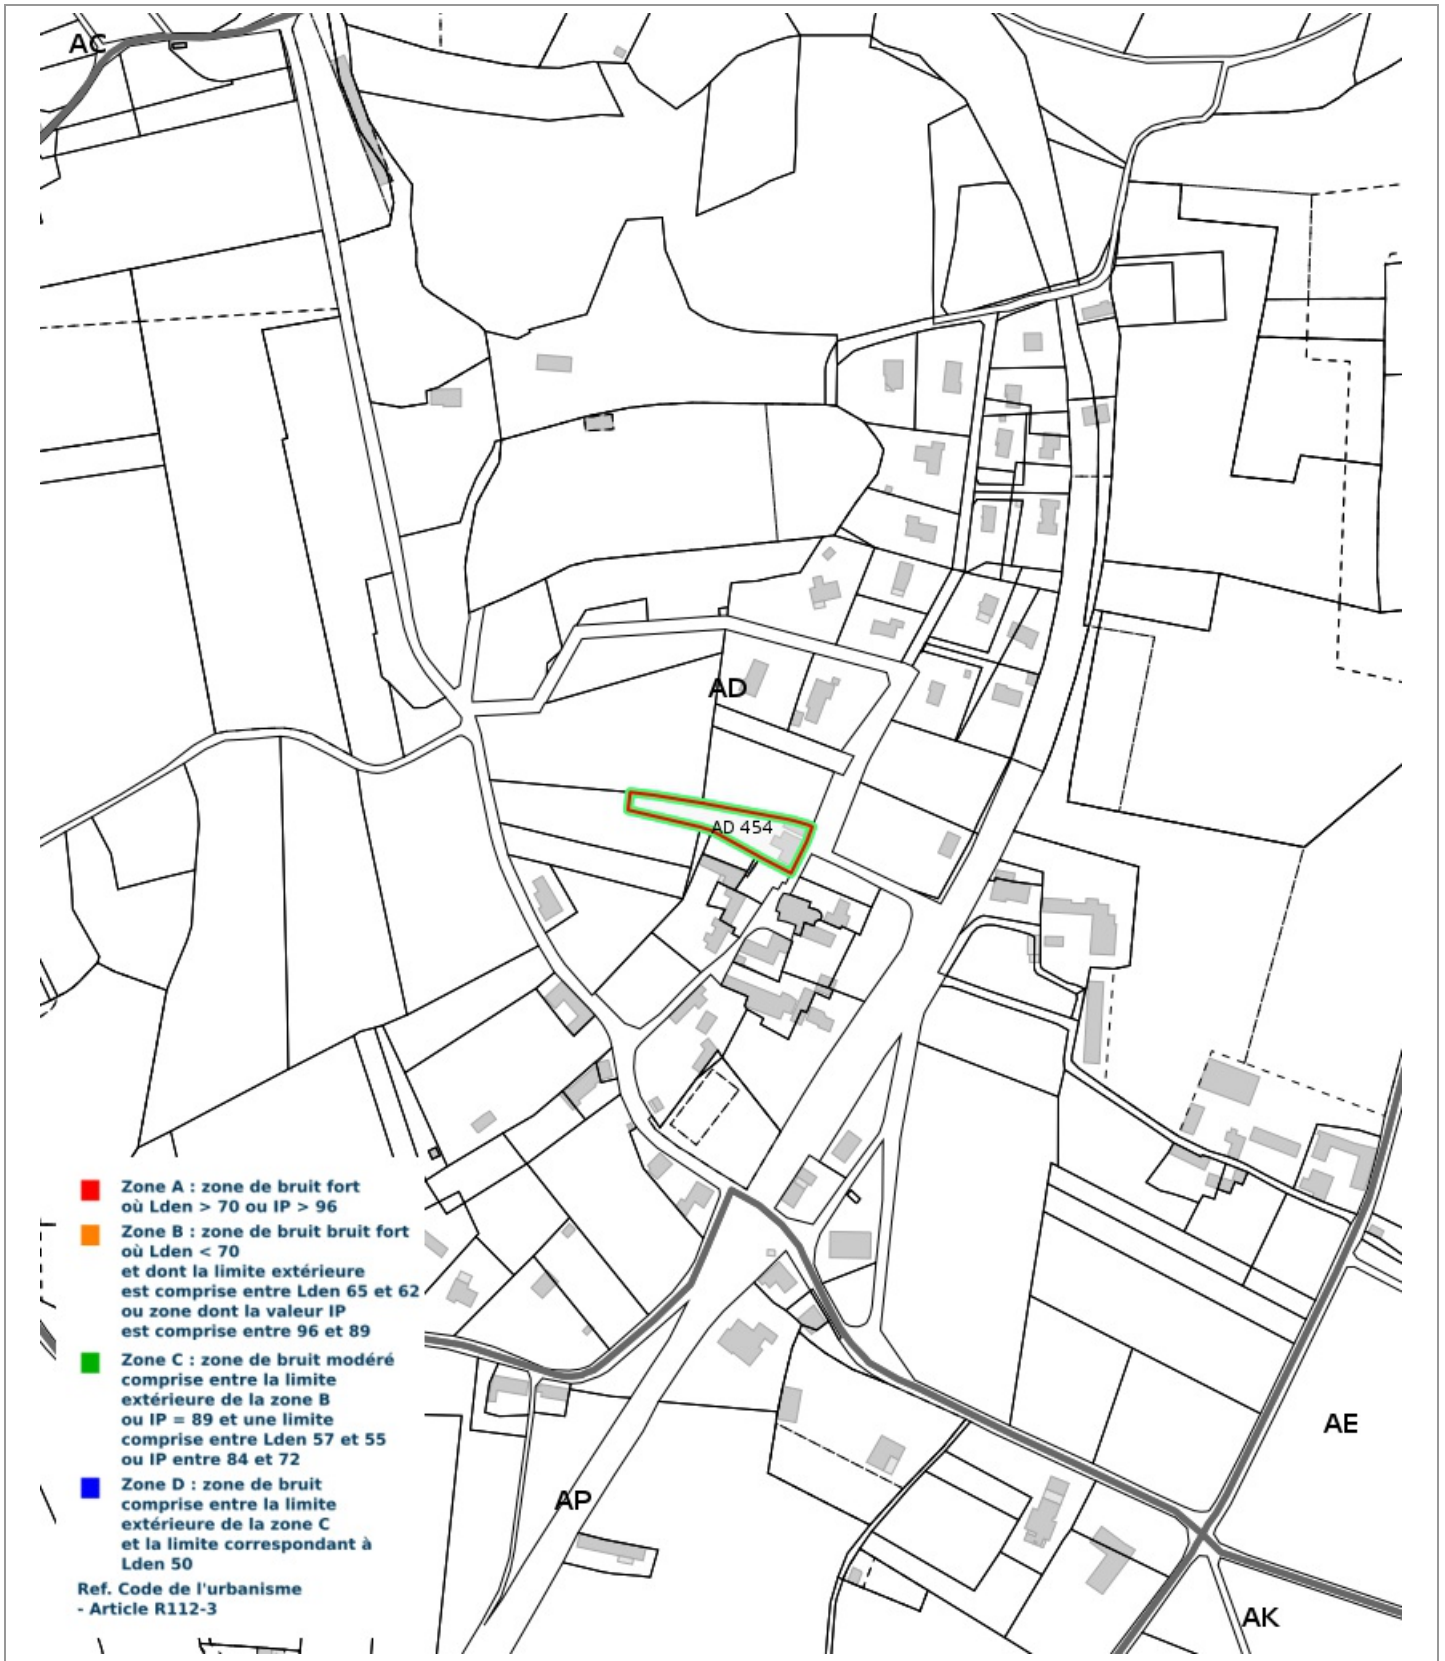 AC
AD
AD 454
Zone A : zone de bruit fort
où Lden > 70 ou IP > 96
Zone B : zone de bruit bruit fort
où Lden < 70
et dont la limite extérieure
est comprise entre Lden 65 et 62
ou zone dont la valeur IP
est comprise entre 96 et 89
Zone C : zone de bruit modéré
comprise entre la limite
extérieure de la zone B
ou IP = 89 et une limite
comprise entre Lden 57 et 55
ou IP entre 84 et 72
Zone D : zone de bruit
comprise entre la limite
extérieure de la zone C
et la limite correspondant à
Lden 50
Ref. Code de l'urbanisme
- Article R112-3
AE
AP
AK